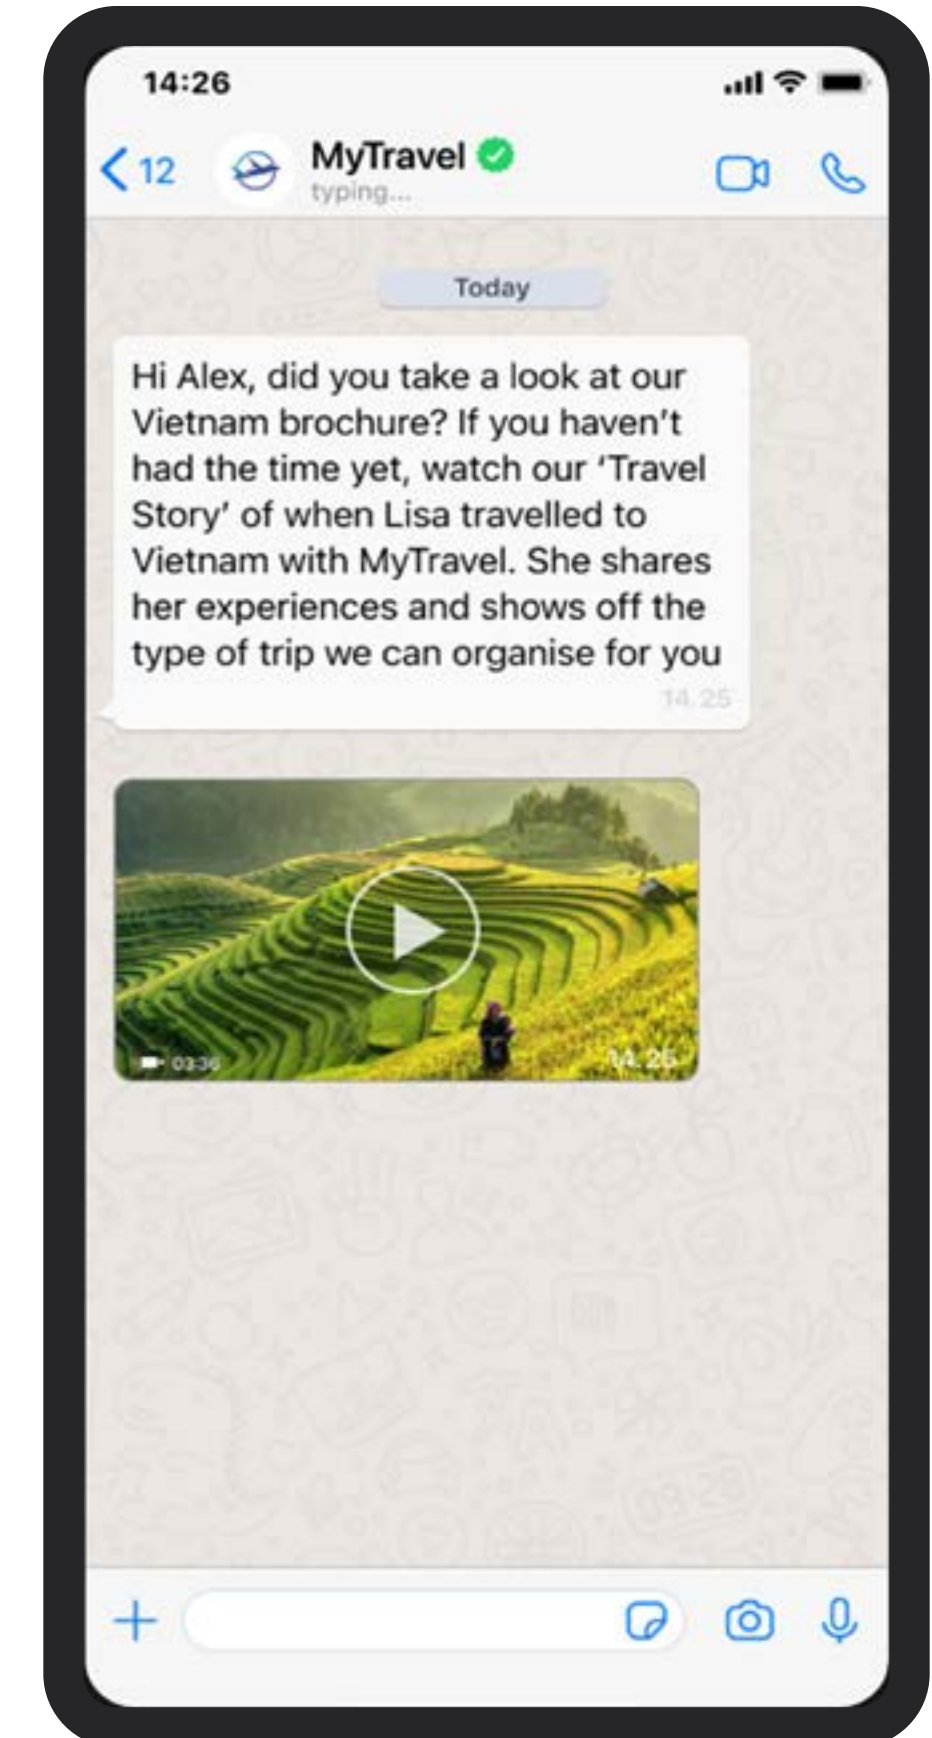 14:26
12
MyTravel
typing...
Today
Hi Alex, did you take a look at our
Vietnam brochure? If you haven’t
had the time yet, watch our ‘Travel
Story’ of when Lisa travelled to
Vietnam with MyTravel. She shares
her experiences and shows off the
type of trip we can organise for you
14.25
03:36 14.25
09:28